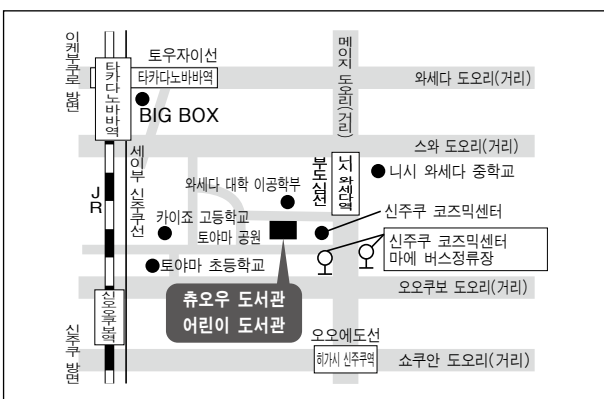 이케부쿠로 방면
타카다노바바역
토우자이선
타카다노바바역
BIG BOX
메이지 도오리(거리)
와세다 도오리(거리)
스와 도오리(거리)
JR
세이부 신주쿠선
와세다 대학 이공학부
부도심선
니시 와세다역
니시 와세다 중학교
카이죠 고등학교
토야마 공원
신주쿠 코즈믹센터
신주쿠 코즈믹센터
마에 버스정류장
토야마 초등학교
츄오우 도서관
어린이 도서관
오오쿠보 도오리(거리)
신오오쿠보역
신주쿠 방면
오오에도선
히가시 신주쿠역
쇼쿠안 도오리(거리)